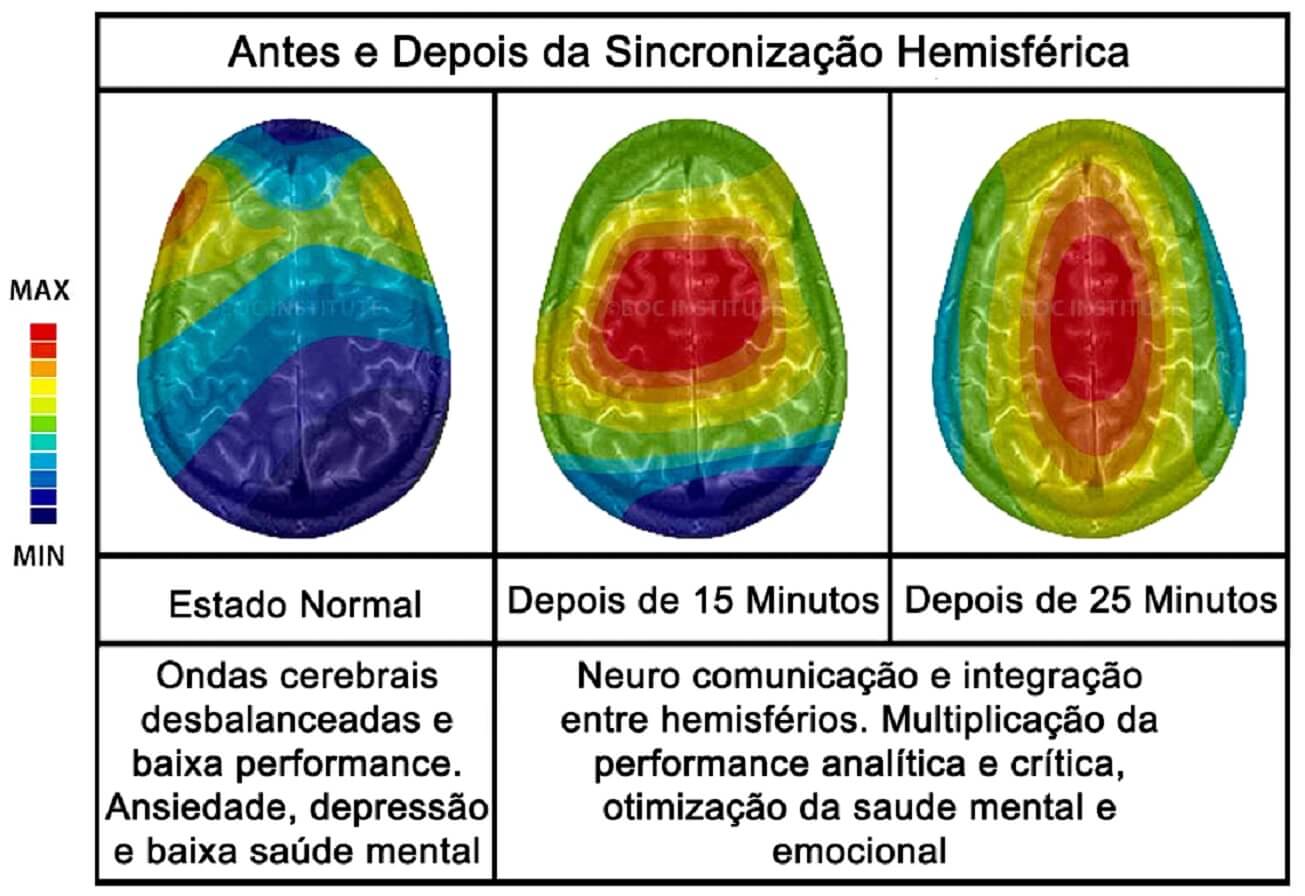 Antes e Depois da Sincronização Hemisférica
MAX
MIN
©EOC INSTITUTE
©EOC INSTITUTE
©EOC INSTITUTE
Estado Normal
Depois de 15 Minutos
Depois de 25 Minutos
Ondas cerebrais
desbalanceadas e
baixa performance.
Ansiedade, depressão
e baixa saúde mental
Neuro comunicação e integração
entre hemisférios. Multiplicação da
performance analítica e crítica,
otimização da saude mental e
emocional